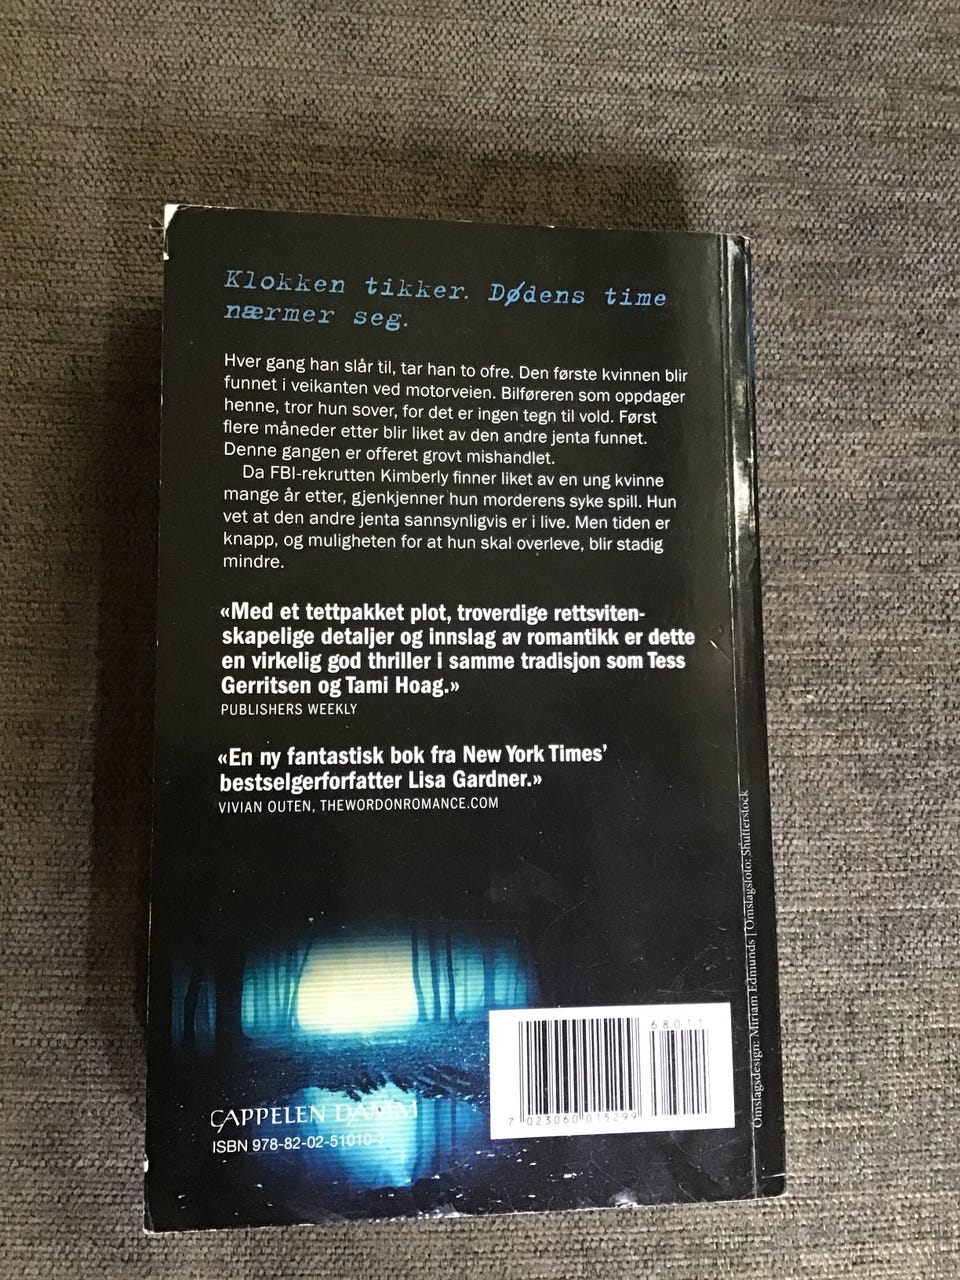 Klokken tikker. Dødens time
nærmer seg.
Hver gang han slår til, tar han to ofre. Den første kvinnen blir
funnet i veikanten ved motorveien. Bilføreren som oppdager
henne, tror hun sover, for det er ingen tegn til vold. Først
flere måneder etter blir liket av den andre jenta funnet.
Denne gangen er offeret grovt mishandlet.
Da FBI-rekrutten Kimberly finner liket av en ung kvinne
mange år etter, gjenkjenner hun morderens syke spill. Hun
vet at den andre jenta sannsynligvis er i live. Men tiden er
knapp, og muligheten for at hun skal overleve, blir stadig
mindre.
«Med et tettpakket plot, troverdige rettsviten-
skapelige detaljer og innslag av romantikk er dette
en virkelig god thriller i samme tradisjon som Tess
Gerritsen og Tami Hoag.»
PUBLISHERS WEEKLY
«En ny fantastisk bok fra New York Times’
bestselgerforfatter Lisa Gardner.»
VIVIAN OUTEN, THEWORDONROMANCE.COM
Omslagsdesign: Miriam Edmunds | Omslagsfoto: Shutterstock
68011
7 023060 015299
CAPPELEN DAMM
ISBN 978-82-02-51010-7